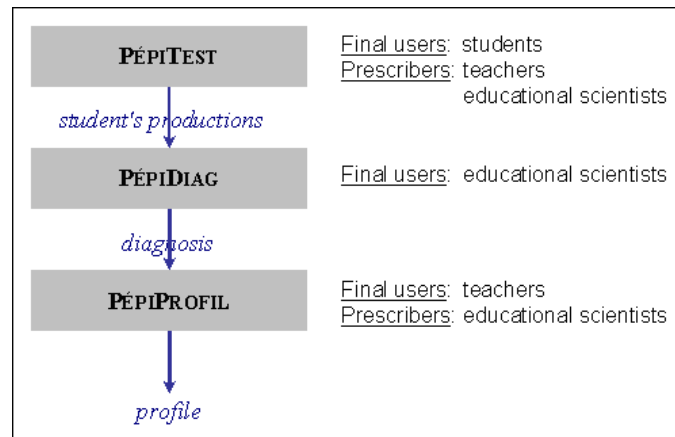 PÉPITEST
Final users: students
Prescribers: teachers
educational scientists
student's productions
PÉPIDIAG
Final users: educational scientists
diagnosis
PÉPIPROFIL
Final users: teachers
Prescribers: educational scientists
profile